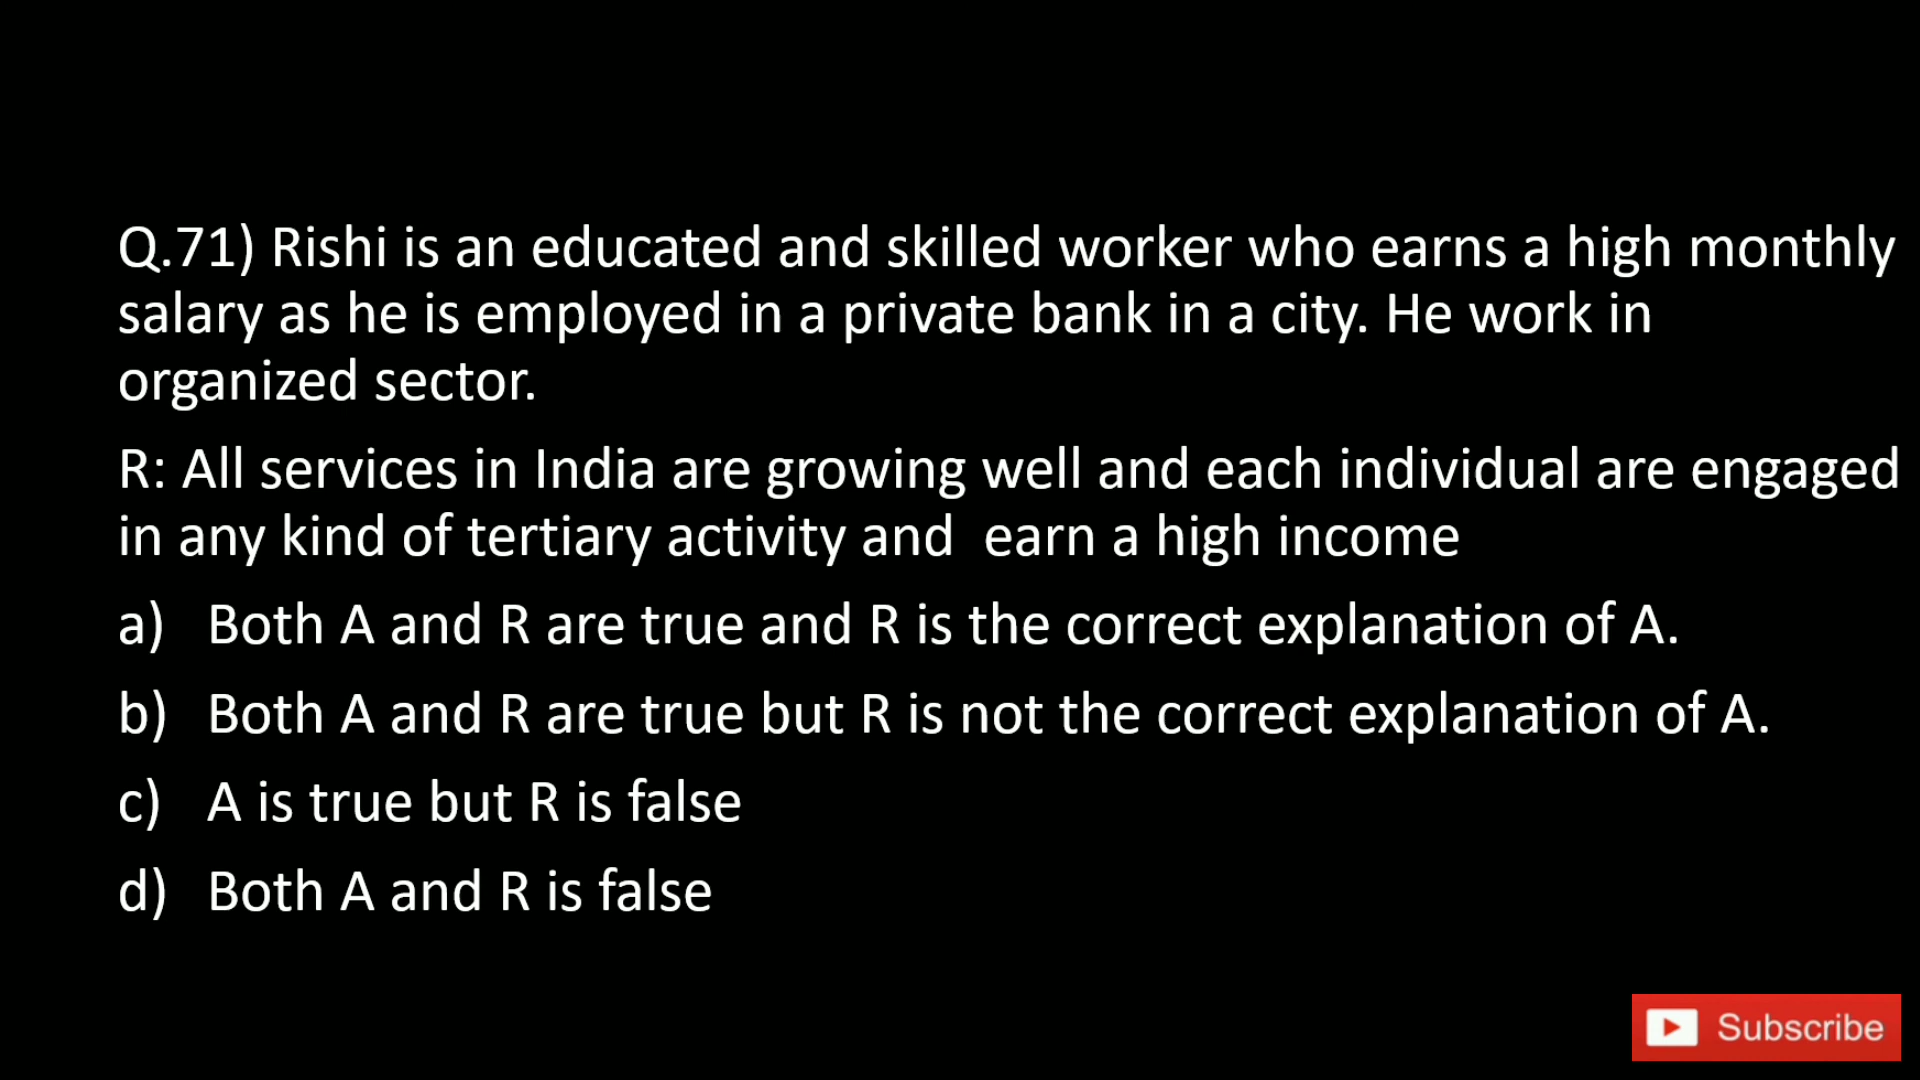 Q.71) Rishi is an educated and skilled worker who earns a high monthly
salary as he is employed in a private bank in a city. He work in
organized sector.
R: All services in India are growing well and each individual are engaged
in any kind of tertiary activity and  earn a high income
a) Both A and R are true and R is the correct explanation of A.
b) Both A and R are true but R is not the correct explanation of A.
c) A is true but R is false
d) Both A and R is false
Subscribe